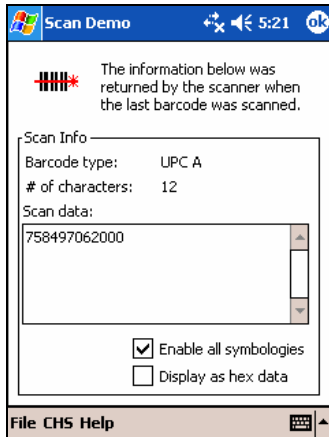 Scan Demo 5:21 ok
The information below was
returned by the scanner when
the last barcode was scanned.
Scan Info
Barcode type: UPC A
# of characters: 12
Scan data:
758497062000
Enable all symbologies
Display as hex data
File CHS Help